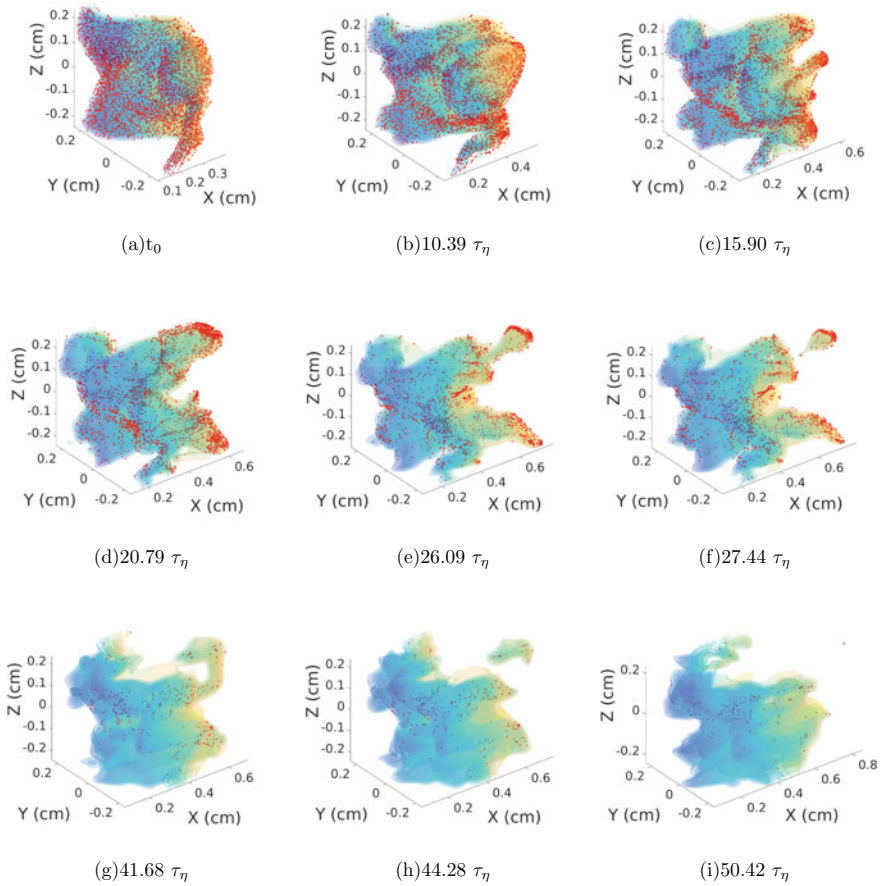 0.2
0.1
0
-0.1
-0.2
Z (cm)
0.2
0
-0.2
Y (cm)
0.1
0.2
0.3
X (cm)
(a)t₀
0.2
0.1
0
-0.1
-0.2
Z (cm)
0.2
0
-0.2
Y (cm)
0.2
0.4
X (cm)
(b)10.39 τ_η
0.2
0.1
0
-0.1
-0.2
Z (cm)
0.2
0
-0.2
Y (cm)
0.2
0.4
0.6
X (cm)
(c)15.90 τ_η
0.2
0.1
0
-0.1
-0.2
Z (cm)
0.2
0
-0.2
Y (cm)
0.2
0.4
0.6
X (cm)
(d)20.79 τ_η
0.2
0.1
0
-0.1
-0.2
Z (cm)
0.2
0
-0.2
Y (cm)
0.2
0.4
0.6
X (cm)
(e)26.09 τ_η
0.2
0.1
0
-0.1
-0.2
Z (cm)
0.2
0
-0.2
Y (cm)
0.2
0.4
0.6
X (cm)
(f)27.44 τ_η
0.2
0.1
0
-0.1
-0.2
Z (cm)
0.2
0
-0.2
Y (cm)
0.2
0.4
0.6
X (cm)
(g)41.68 τ_η
0.2
0.1
0
-0.1
-0.2
Z (cm)
0.2
0
-0.2
Y (cm)
0.2
0.4
0.6
X (cm)
(h)44.28 τ_η
0.2
0
-0.2
Z (cm)
0.2
0
-0.2
Y (cm)
0.2
0.4
0.6
0.8
X (cm)
(i)50.42 τ_η